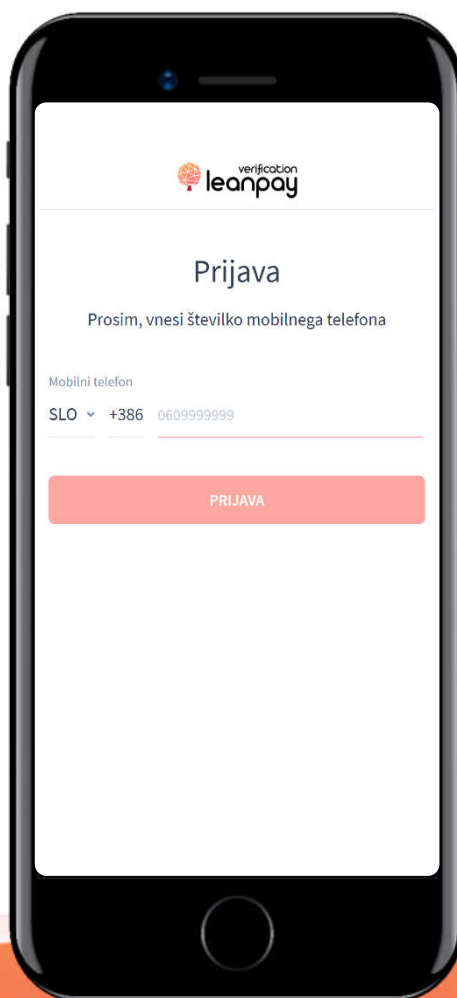 verification
leanpay
Prijava
Prosim, vnesi številko mobilnega telefona
Mobilni telefon
SLO +386 0609999999
PRIJAVA